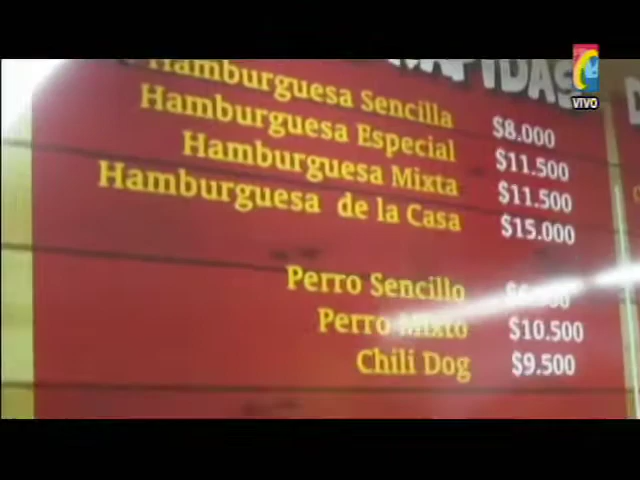 RAPIDAS
VIVO
Hamburguesa Sencilla $8.000
Hamburguesa Especial $11.500
Hamburguesa Mixta $11.500
Hamburguesa de la Casa $15.000
Perro Sencillo
Perro Mixto $10.500
Chili Dog $9.500